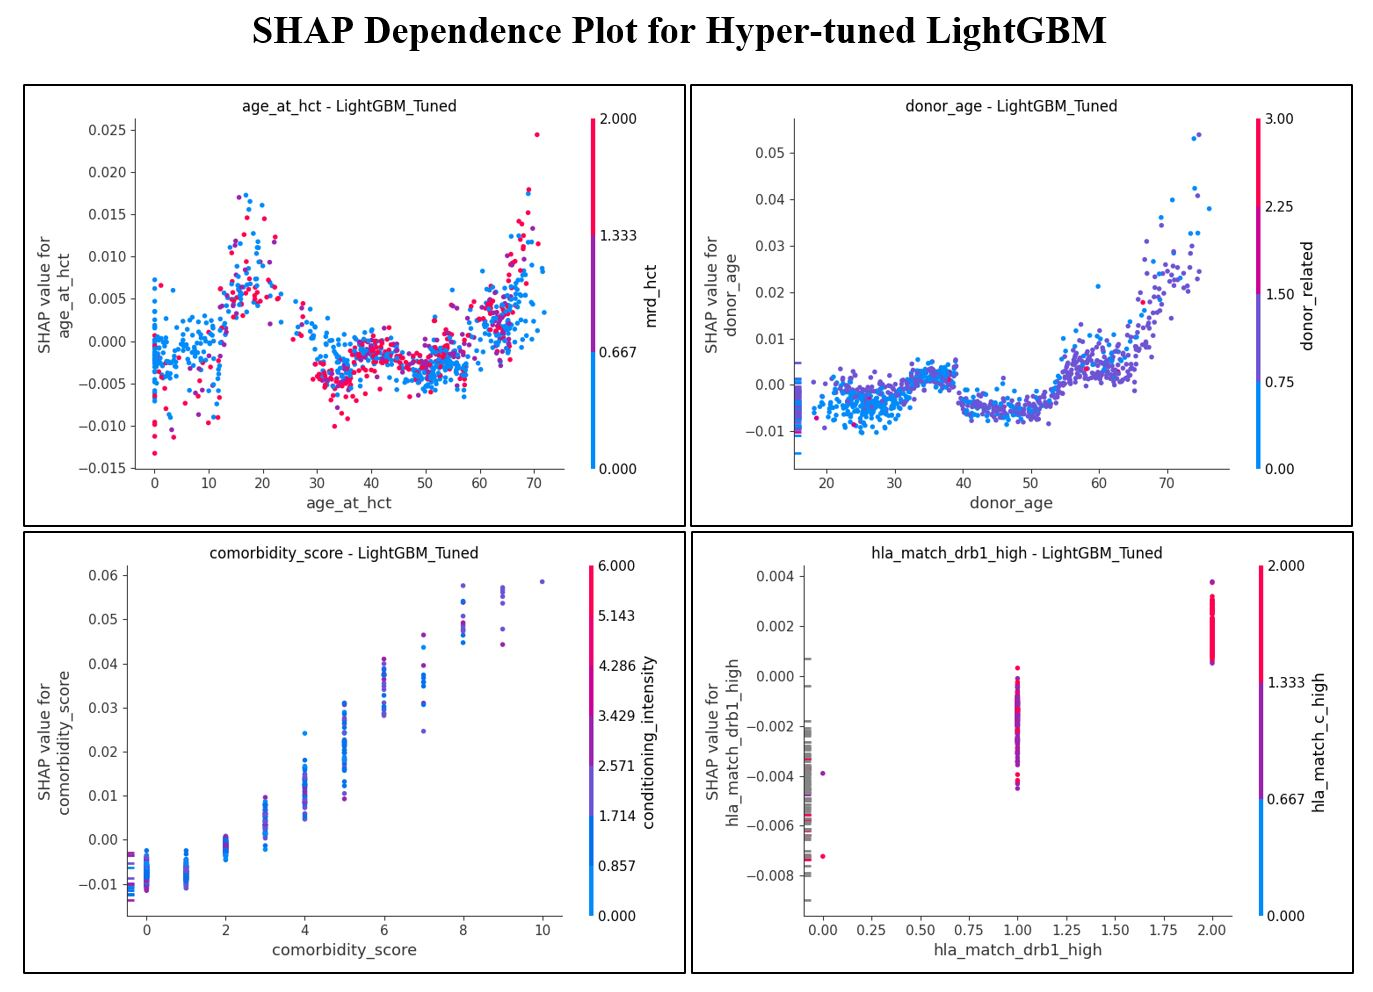 SHAP Dependence Plot for Hyper-tuned LightGBM
age_at_hct - LightGBM_Tuned
0.025
0.020
0.015
0.010
0.005
0.000
−0.005
−0.010
−0.015
SHAP value for
age_at_hct
0 10 20 30 40 50 60 70
age_at_hct
2.000
1.333
0.667
0.000
mrd_hct
donor_age - LightGBM_Tuned
0.05
0.04
0.03
0.02
0.01
0.00
−0.01
SHAP value for
donor_age
20 30 40 50 60 70
donor_age
3.00
2.25
1.50
0.75
0.00
donor_related
comorbidity_score - LightGBM_Tuned
0.06
0.05
0.04
0.03
0.02
0.01
0.00
−0.01
SHAP value for
comorbidity_score
0 2 4 6 8 10
comorbidity_score
6.000
5.143
4.286
3.429
2.571
1.714
0.857
0.000
conditioning_intensity
hla_match_drb1_high - LightGBM_Tuned
0.004
0.002
0.000
−0.002
−0.004
−0.006
−0.008
SHAP value for
hla_match_drb1_high
0.00 0.25 0.50 0.75 1.00 1.25 1.50 1.75 2.00
hla_match_drb1_high
2.000
1.333
0.667
0.000
hla_match_c_high